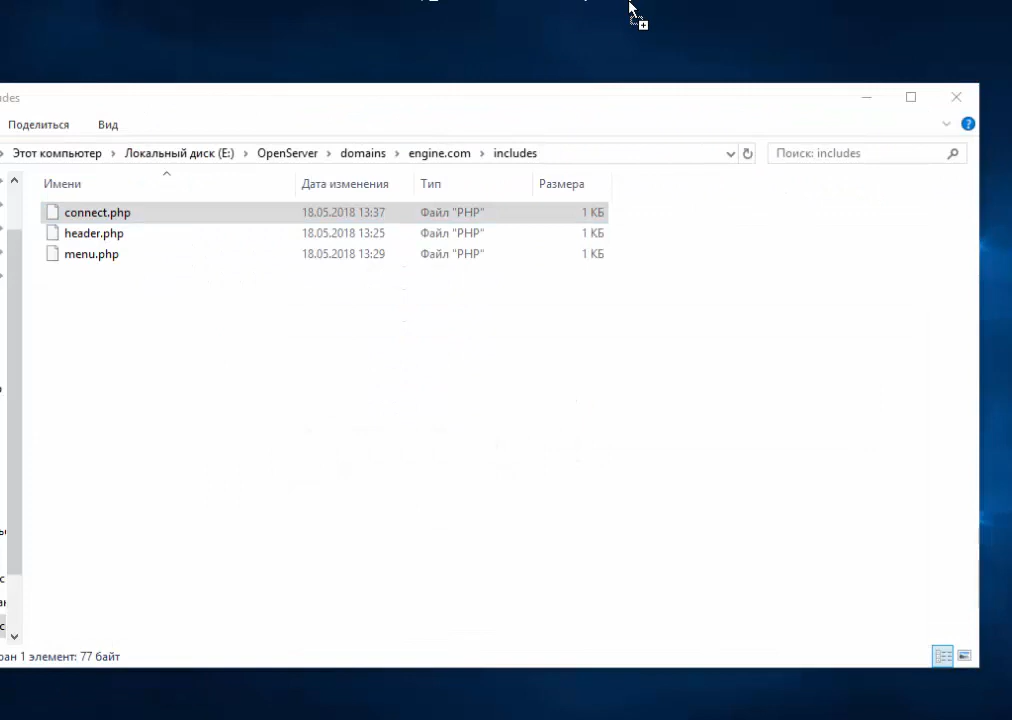 Поделиться Вид
Этот компьютер › Локальный диск (E:) › OpenServer › domains › engine.com › includes Поиск: includes
Имени Дата изменения Тип Размера
connect.php 18.05.2018 13:37 Файл "PHP" 1 КБ
header.php 18.05.2018 13:25 Файл "PHP" 1 КБ
menu.php 18.05.2018 13:29 Файл "PHP" 1 КБ
1 элемент: 77 байт